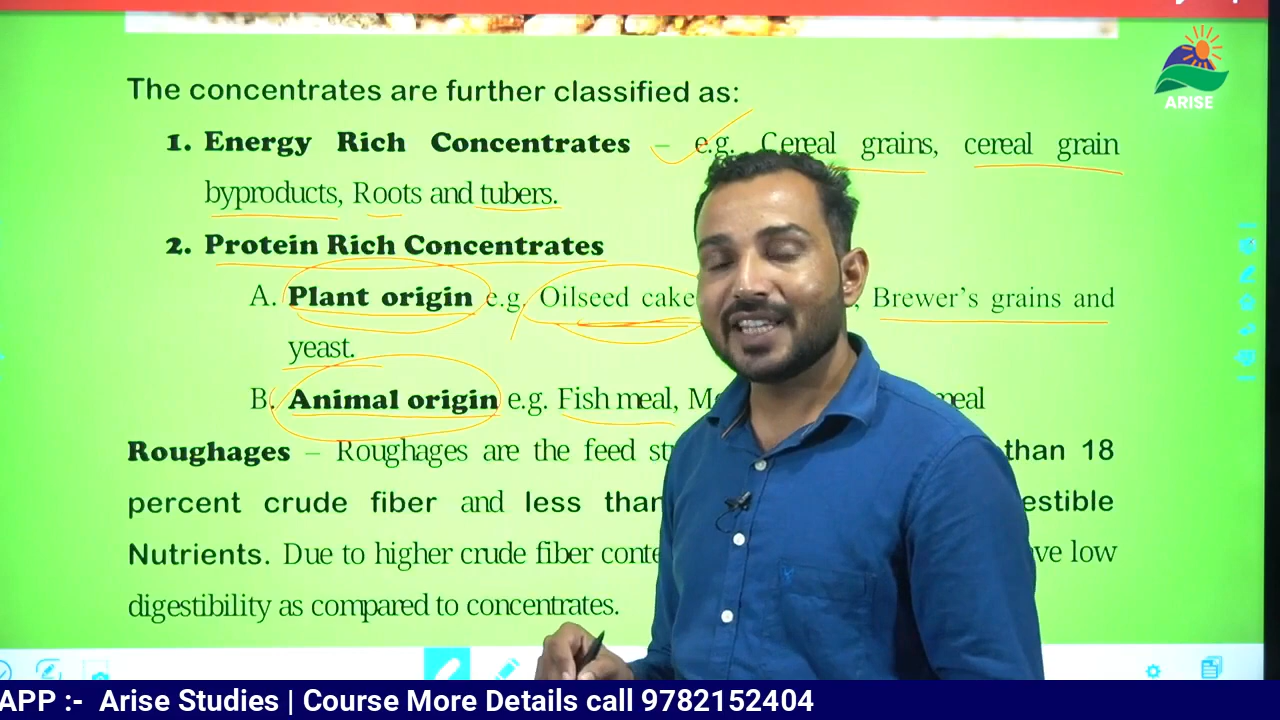 ARISE
The concentrates are further classified as:
1. Energy Rich Concentrates – e.g. Cereal grains, cereal grain
byproducts, Roots and tubers.
2. Protein Rich Concentrates
A. Plant origin e.g. Oilseed cake , Brewer's grains and
yeast.
B. Animal origin e.g. Fish meal, meal
Roughages – Roughages are the feed than 18
percent crude fiber and less than
Nutrients. Due to higher crude fiber low
digestibility as compared to concentrates.
APP :- Arise Studies | Course More Details call 9782152404